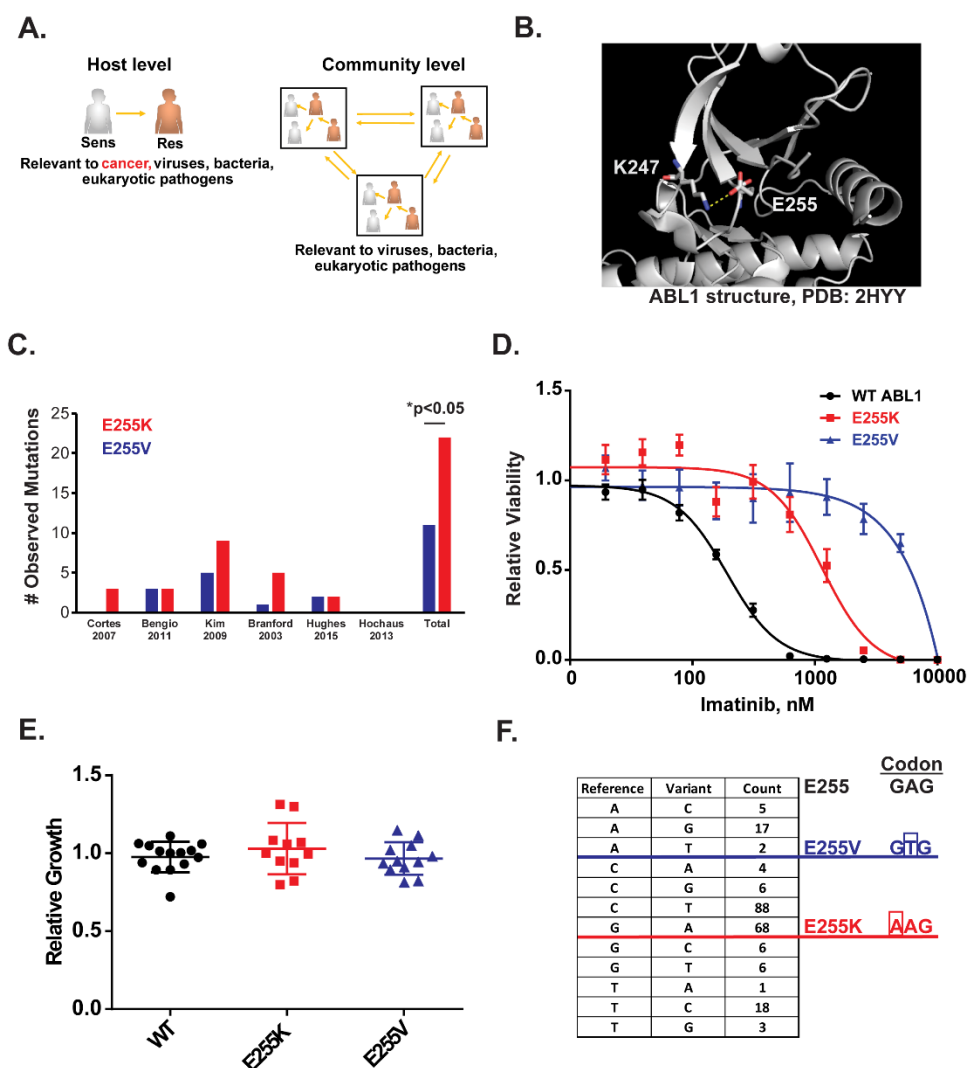 A.
Host level
Sens
Res
Relevant to cancer, viruses, bacteria,
eukaryotic pathogens
Community level
Relevant to viruses, bacteria,
eukaryotic pathogens
B.
K247
E255
ABL1 structure, PDB: 2HYY
C.
# Observed Mutations
25
20
15
10
5
0
E255K
E255V
*p<0.05
Cortes
2007
Bengio
2011
Kim
2009
Branford
2003
Hughes
2015
Hochaus
2013
Total
D.
Relative Viability
1.5
1.0
0.5
0.0
WT ABL1
E255K
E255V
0
100
1000
10000
Imatinib, nM
E.
Relative Growth
1.5
1.0
0.5
0.0
WT
E255K
E255V
F.
Codon
Reference Variant Count E255 GAG
A C 5
A G 17
A T 2 E255V GTG
C A 4
C G 6
C T 88
G A 68 E255K AAG
G C 6
G T 6
T A 1
T C 18
T G 3